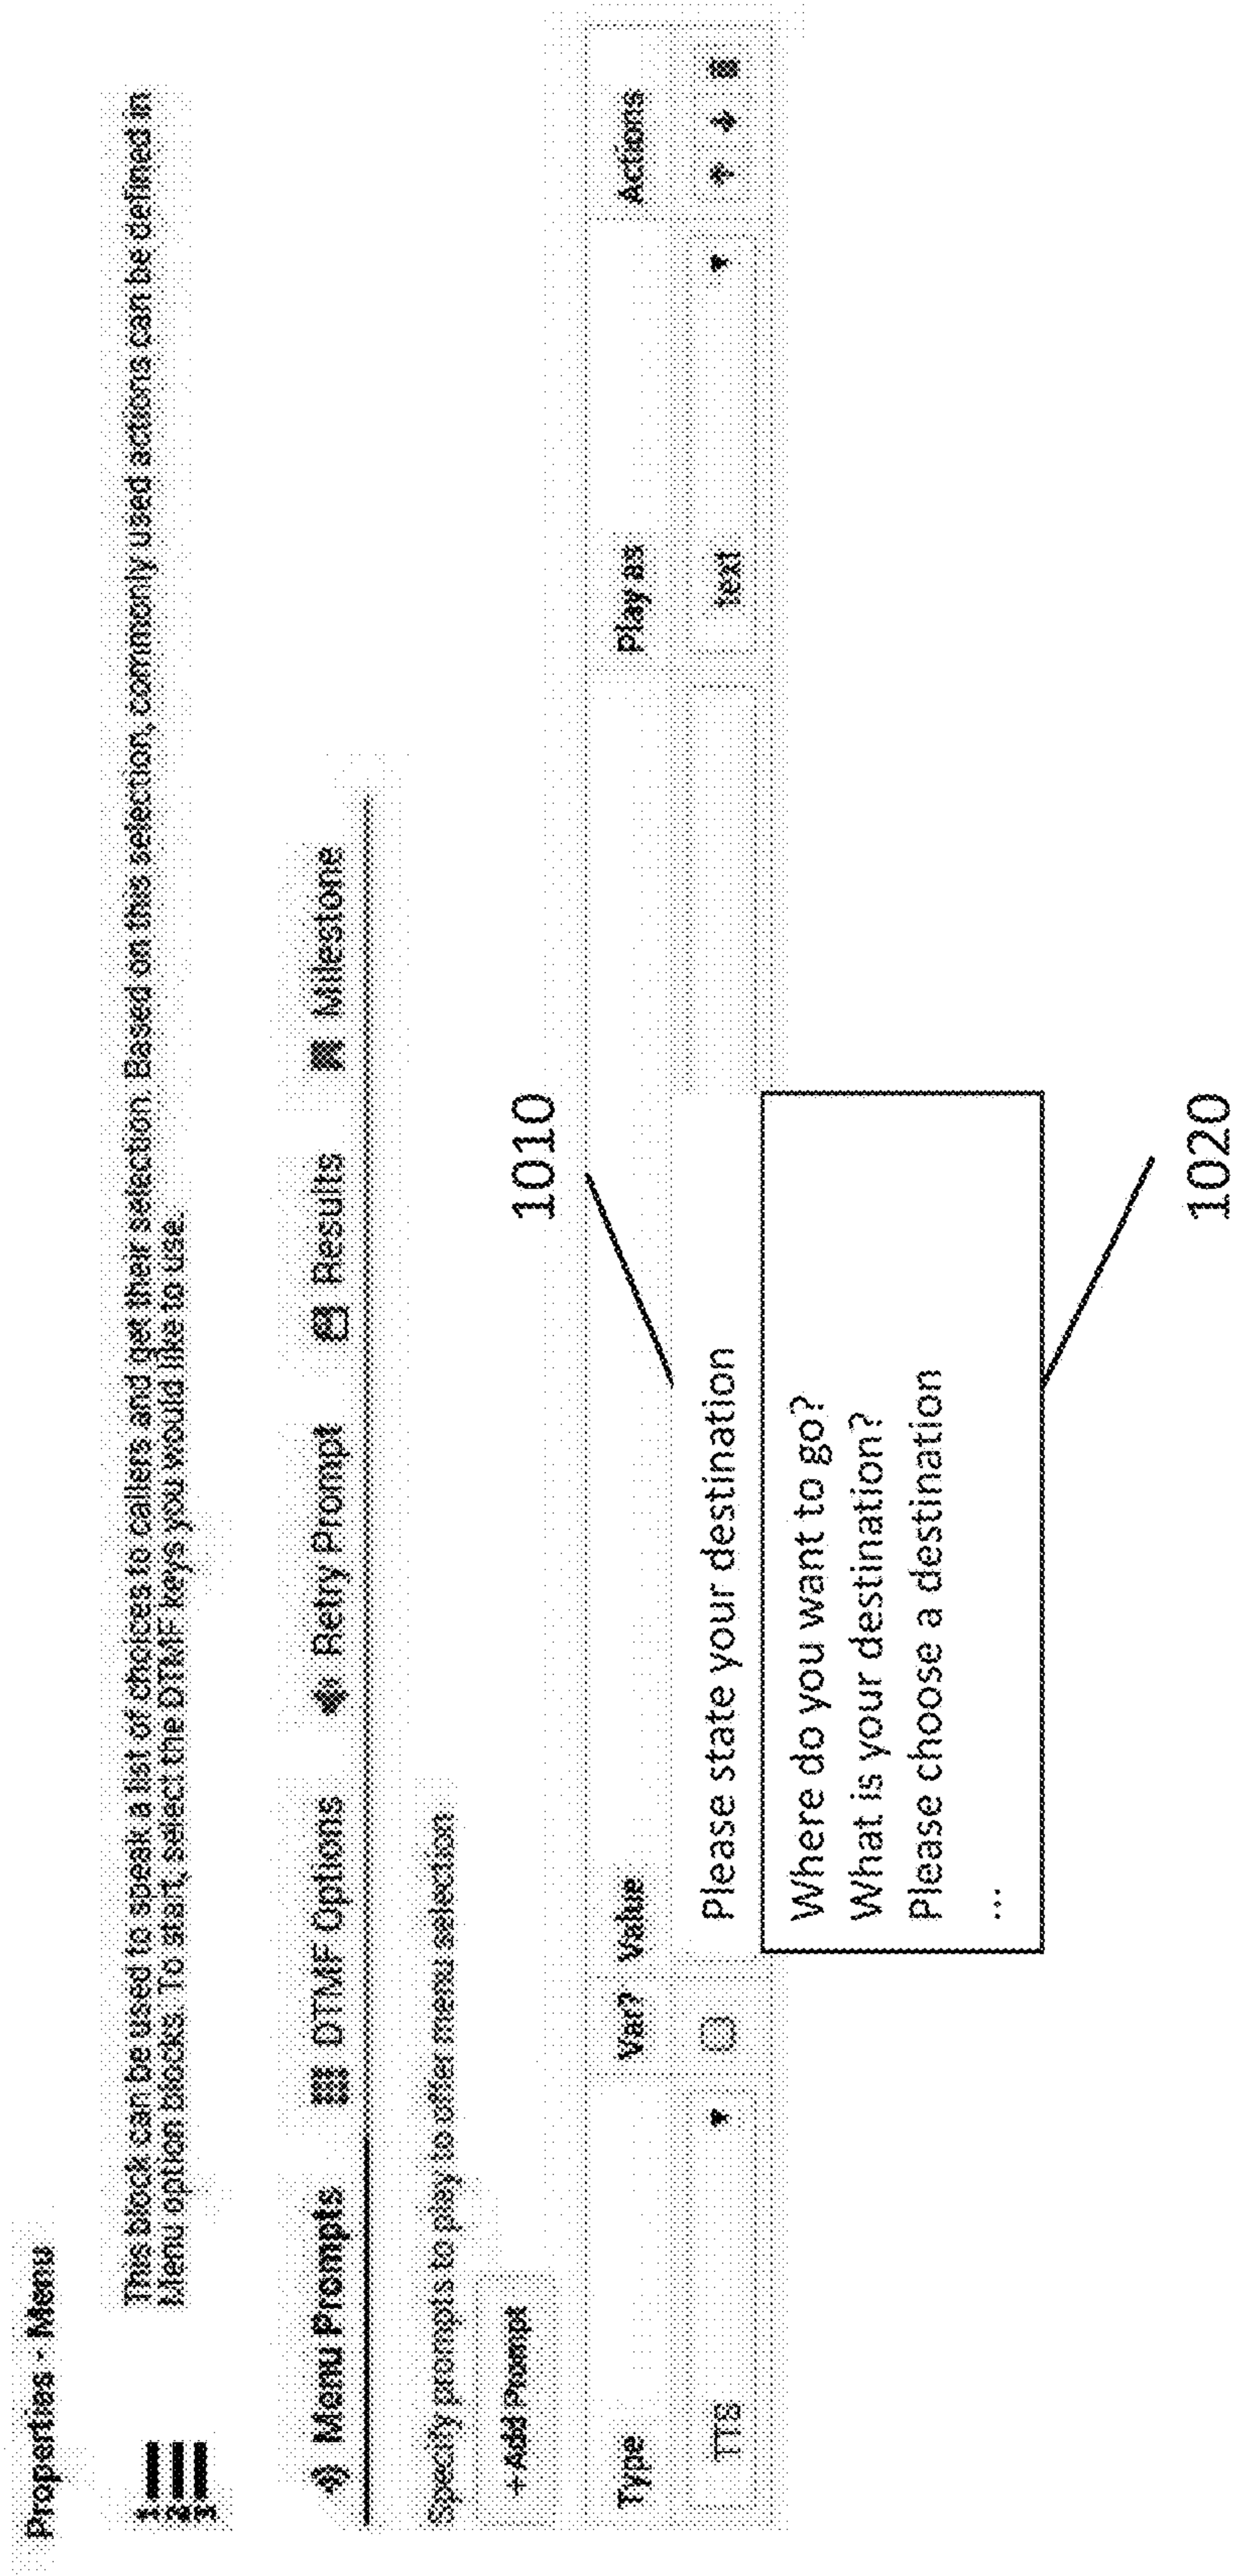 Properties - Menu
1
2
3
This block can be used to speak a list of choices to callers and get their selection. Based on this selection, commonly used actions can be defined in
Menu option blocks. To start, select the DTMF keys you would like to use.
Menu Prompts DTMF Options Retry Prompt Results Milestone
Specify prompts to play to offer menu selection
+Add Prompt
1010
Type Var? Value Play as Actions
TTS Please state your destination text
Where do you want to go?
What is your destination?
Please choose a destination
...
1020